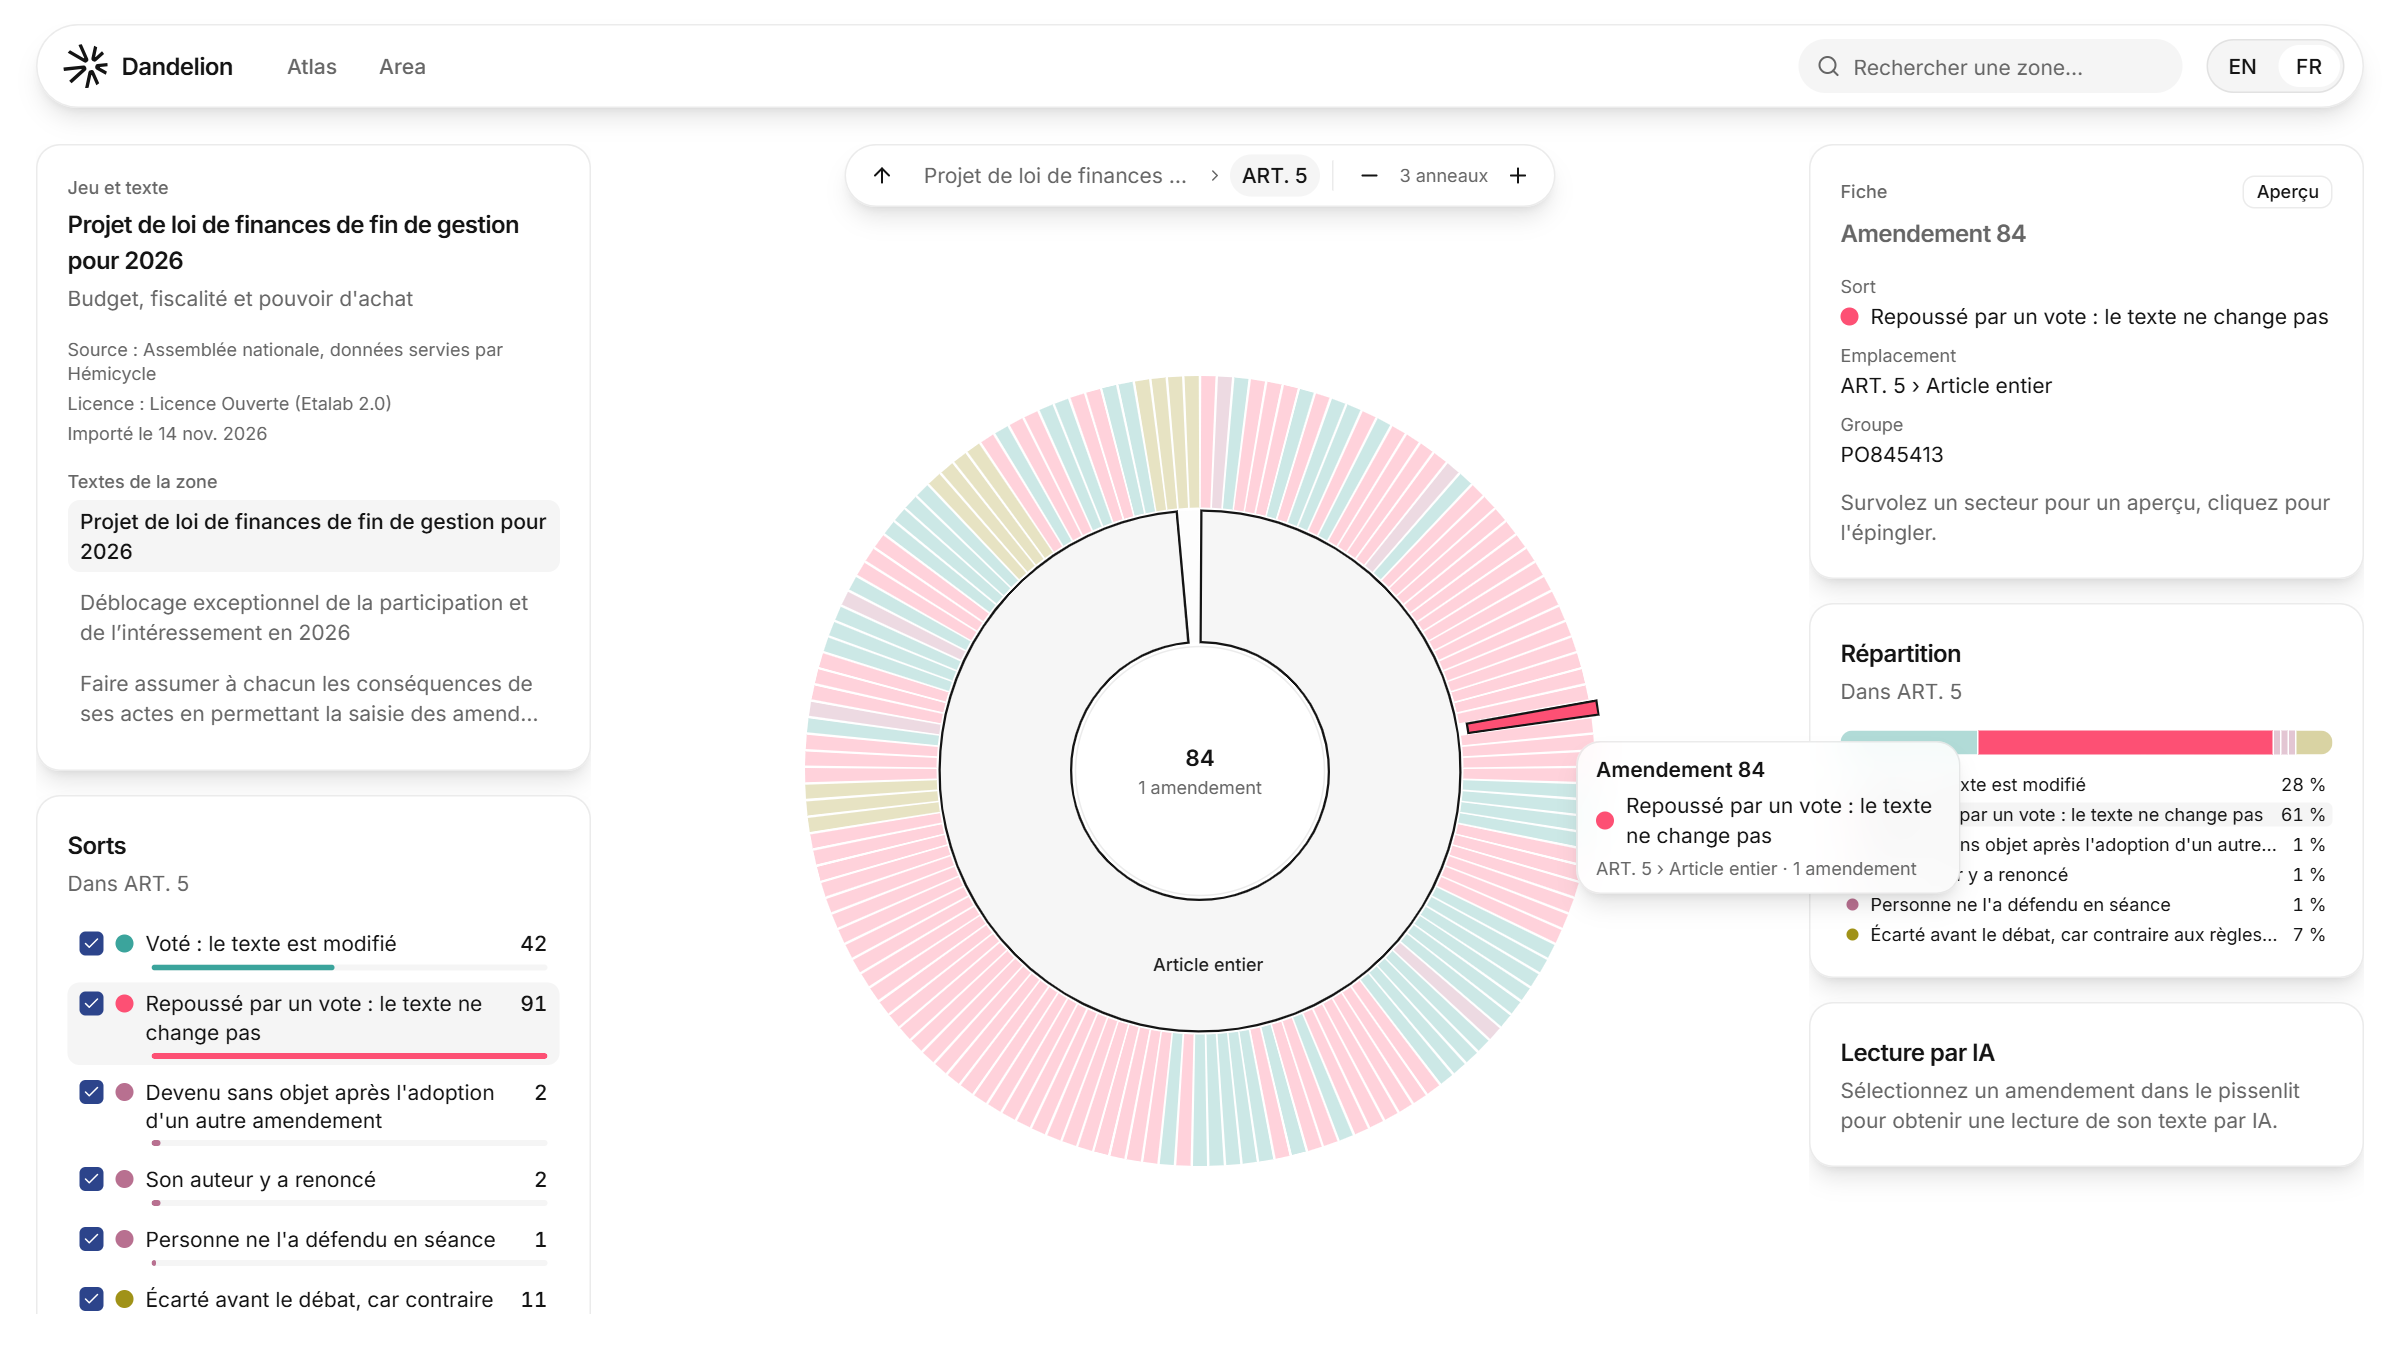 Dandelion
Atlas
Area
Rechercher une zone...
EN
FR
Jeu et texte
Projet de loi de finances de fin de gestion
pour 2026
Budget, fiscalité et pouvoir d'achat
Source : Assemblée nationale, données servies par
Hémicycle
Licence : Licence Ouverte (Etalab 2.0)
Importé le 14 nov. 2026
Textes de la zone
Projet de loi de finances de fin de gestion pour
2026
Déblocage exceptionnel de la participation et
de l’intéressement en 2026
Faire assumer à chacun les conséquences de
ses actes en permettant la saisie des amend...
Sorts
Dans ART. 5
Voté : le texte est modifié 42
Repoussé par un vote : le texte ne 91
change pas
Devenu sans objet après l'adoption 2
d'un autre amendement
Son auteur y a renoncé 2
Personne ne l'a défendu en séance 1
Écarté avant le débat, car contraire 11
Projet de loi de finances ... › ART. 5
3 anneaux
84
1 amendement
Article entier
Amendement 84
Repoussé par un vote : le texte
ne change pas
ART. 5 › Article entier · 1 amendement
Fiche
Aperçu
Amendement 84
Sort
Repoussé par un vote : le texte ne change pas
Emplacement
ART. 5 › Article entier
Groupe
PO845413
Survolez un secteur pour un aperçu, cliquez pour
l'épingler.
Répartition
Dans ART. 5
xte est modifié 28 %
par un vote : le texte ne change pas 61 %
ns objet après l'adoption d'un autre... 1 %
y a renoncé 1 %
Personne ne l'a défendu en séance 1 %
Écarté avant le débat, car contraire aux règles... 7 %
Lecture par IA
Sélectionnez un amendement dans le pissenlit
pour obtenir une lecture de son texte par IA.